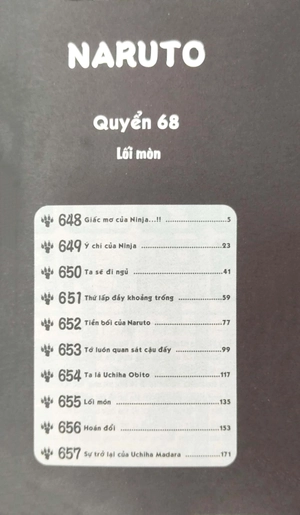 NARUTO
Quyển 68
Lối mòn
648 Giấc mơ của Ninja...!! ........................5
649 Ý chí của Ninja ........................23
650 Ta sẽ đi ngủ ........................41
651 Thứ lấp đầy khoảng trống ........................59
652 Tiền bối của Naruto ........................77
653 Tớ luôn quan sát cậu đấy ........................99
654 Ta là Uchiha Obito ........................117
655 Lối mòn ........................135
656 Hoán đổi ........................153
657 Sự trở lại của Uchiha Madara ........................171